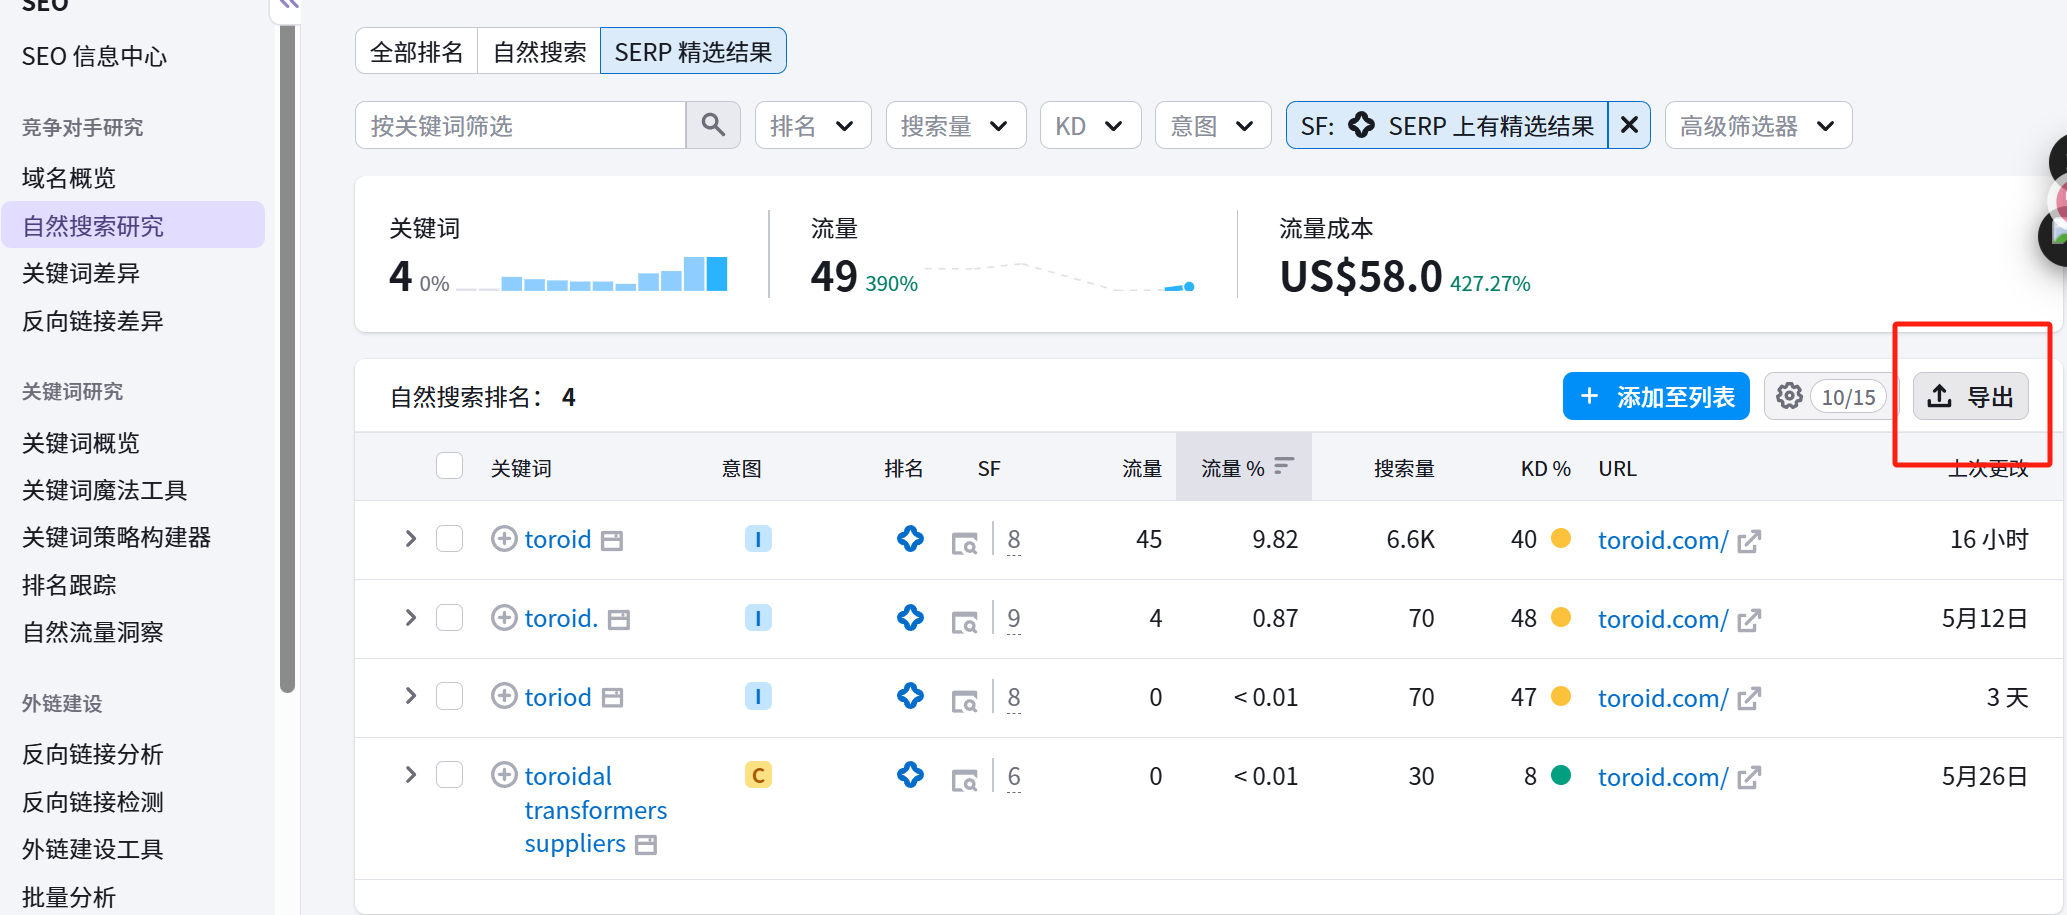 SEO
SEO 信息中心
竞争对手研究
域名概览
自然搜索研究
关键词差异
反向链接差异
关键词研究
关键词概览
关键词魔法工具
关键词策略构建器
排名跟踪
自然流量洞察
外链建设
反向链接分析
反向链接检测
外链建设工具
批量分析
全部排名 自然搜索 SERP 精选结果
按关键词筛选 排名 搜索量 KD 意图 SF: SERP 上有精选结果 高级筛选器
关键词 流量 流量成本
4 0% 49 390% US$58.0 427.27%
自然搜索排名： 4 + 添加至列表 10/15 导出
关键词 意图 排名 SF 流量 流量 % 搜索量 KD % URL 上次更改
toroid I 8 45 9.82 6.6K 40 toroid.com/ 16 小时
toroid. I 9 4 0.87 70 48 toroid.com/ 5月12日
toriod I 8 0 < 0.01 70 47 toroid.com/ 3 天
toroidal C 6 0 < 0.01 30 8 toroid.com/ 5月26日
transformers
suppliers